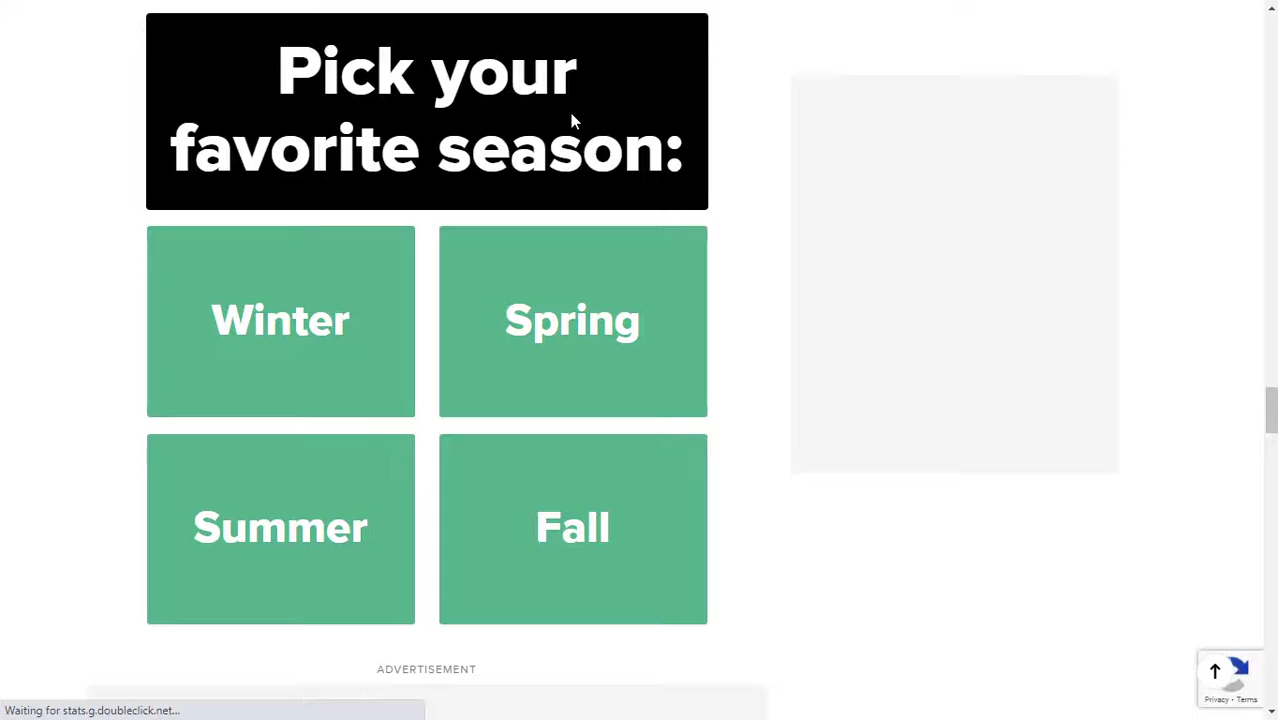 Pick your
favorite season:
Winter
Spring
Summer
Fall
ADVERTISEMENT
Privacy - Terms
Waiting for stats.g.doubleclick.net...